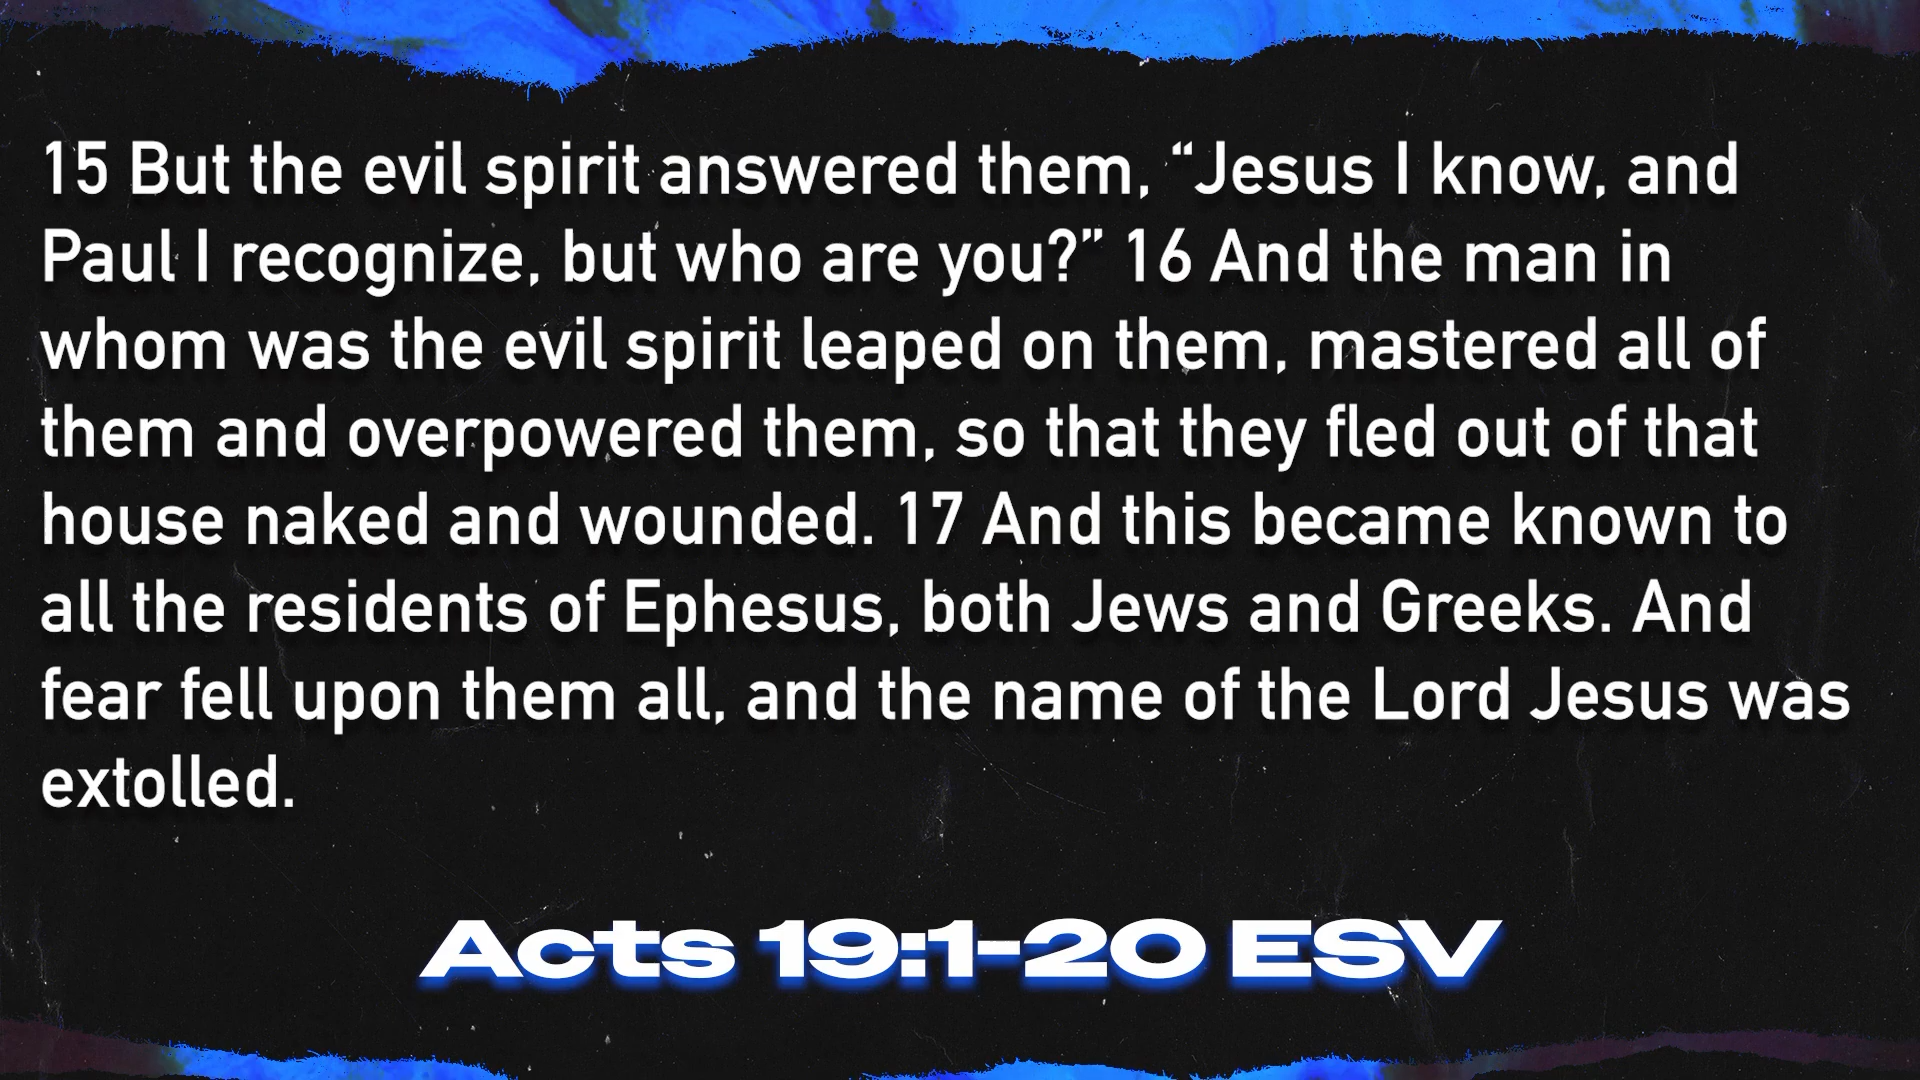 15 But the evil spirit answered them, “Jesus I know, and
Paul I recognize, but who are you?” 16 And the man in
whom was the evil spirit leaped on them, mastered all of
them and overpowered them, so that they fled out of that
house naked and wounded. 17 And this became known to
all the residents of Ephesus, both Jews and Greeks. And
fear fell upon them all, and the name of the Lord Jesus was
extolled.
Acts 19:1-20 ESV